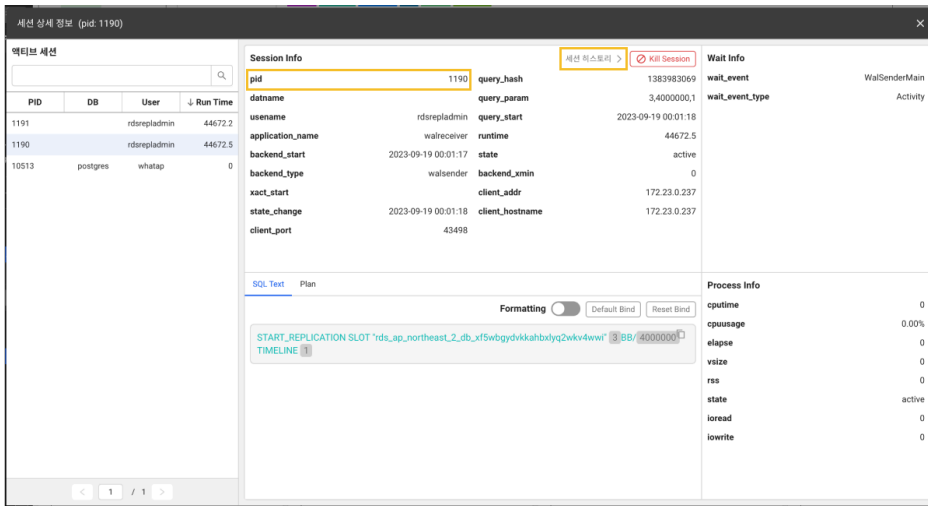 세션 상세 정보 (pid: 1190)
액티브 세션
PID DB User ↓ Run Time
1191 rdsrepladmin 44672.2
1190 rdsrepladmin 44672.5
10513 postgres whatap 0
< 1 / 1 >
Session Info 세션 히스토리 > Kill Session
pid 1190 query_hash 1383983069
datname query_param 3,4000000,1
usename rdsrepladmin query_start 2023-09-19 00:01:18
application_name walreceiver runtime 44672.5
backend_start 2023-09-19 00:01:17 state active
backend_type walsender backend_xmin 0
xact_start client_addr 172.23.0.237
state_change 2023-09-19 00:01:18 client_hostname 172.23.0.237
client_port 43498
Wait Info
wait_event WalSenderMain
wait_event_type Activity
SQL Text Plan
Formatting Default Bind Reset Bind
START_REPLICATION SLOT "rds_ap_northeast_2_db_xf5wbgydvkkahbxlyq2wkv4wwi" 3 BB/ 4000000
TIMELINE 1
Process Info
cputime 0
cpuusage 0.00%
elapse 0
vsize 0
rss 0
state active
ioread 0
iowrite 0